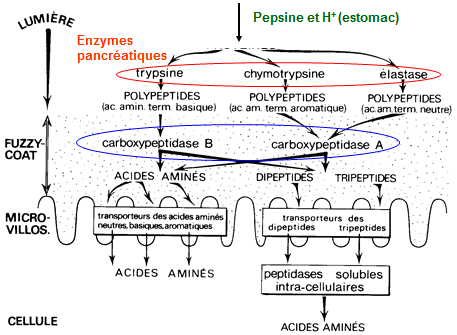 LUMIÈRE
Pepsine et H⁺ (estomac)
Enzymes
pancréatiques
trypsine chymotrypsine élastase
POLYPEPTIDES POLYPEPTIDES POLYPEPTIDES
(ac. amin. term. basique) (ac. am. term. aromatique) (ac. am. term. neutre)
FUZZY-
COAT
carboxypeptidase B carboxypeptidase A
ACIDES AMINÉS DIPEPTIDES TRIPEPTIDES
MICRO-
VILLOS.
transporteurs des acides aminés
neutres, basiques, aromatiques.
transporteurs des
dipeptides tripeptides
ACIDES AMINÉS
peptidases solubles
intra-cellulaires
CELLULE
ACIDES AMINÉS